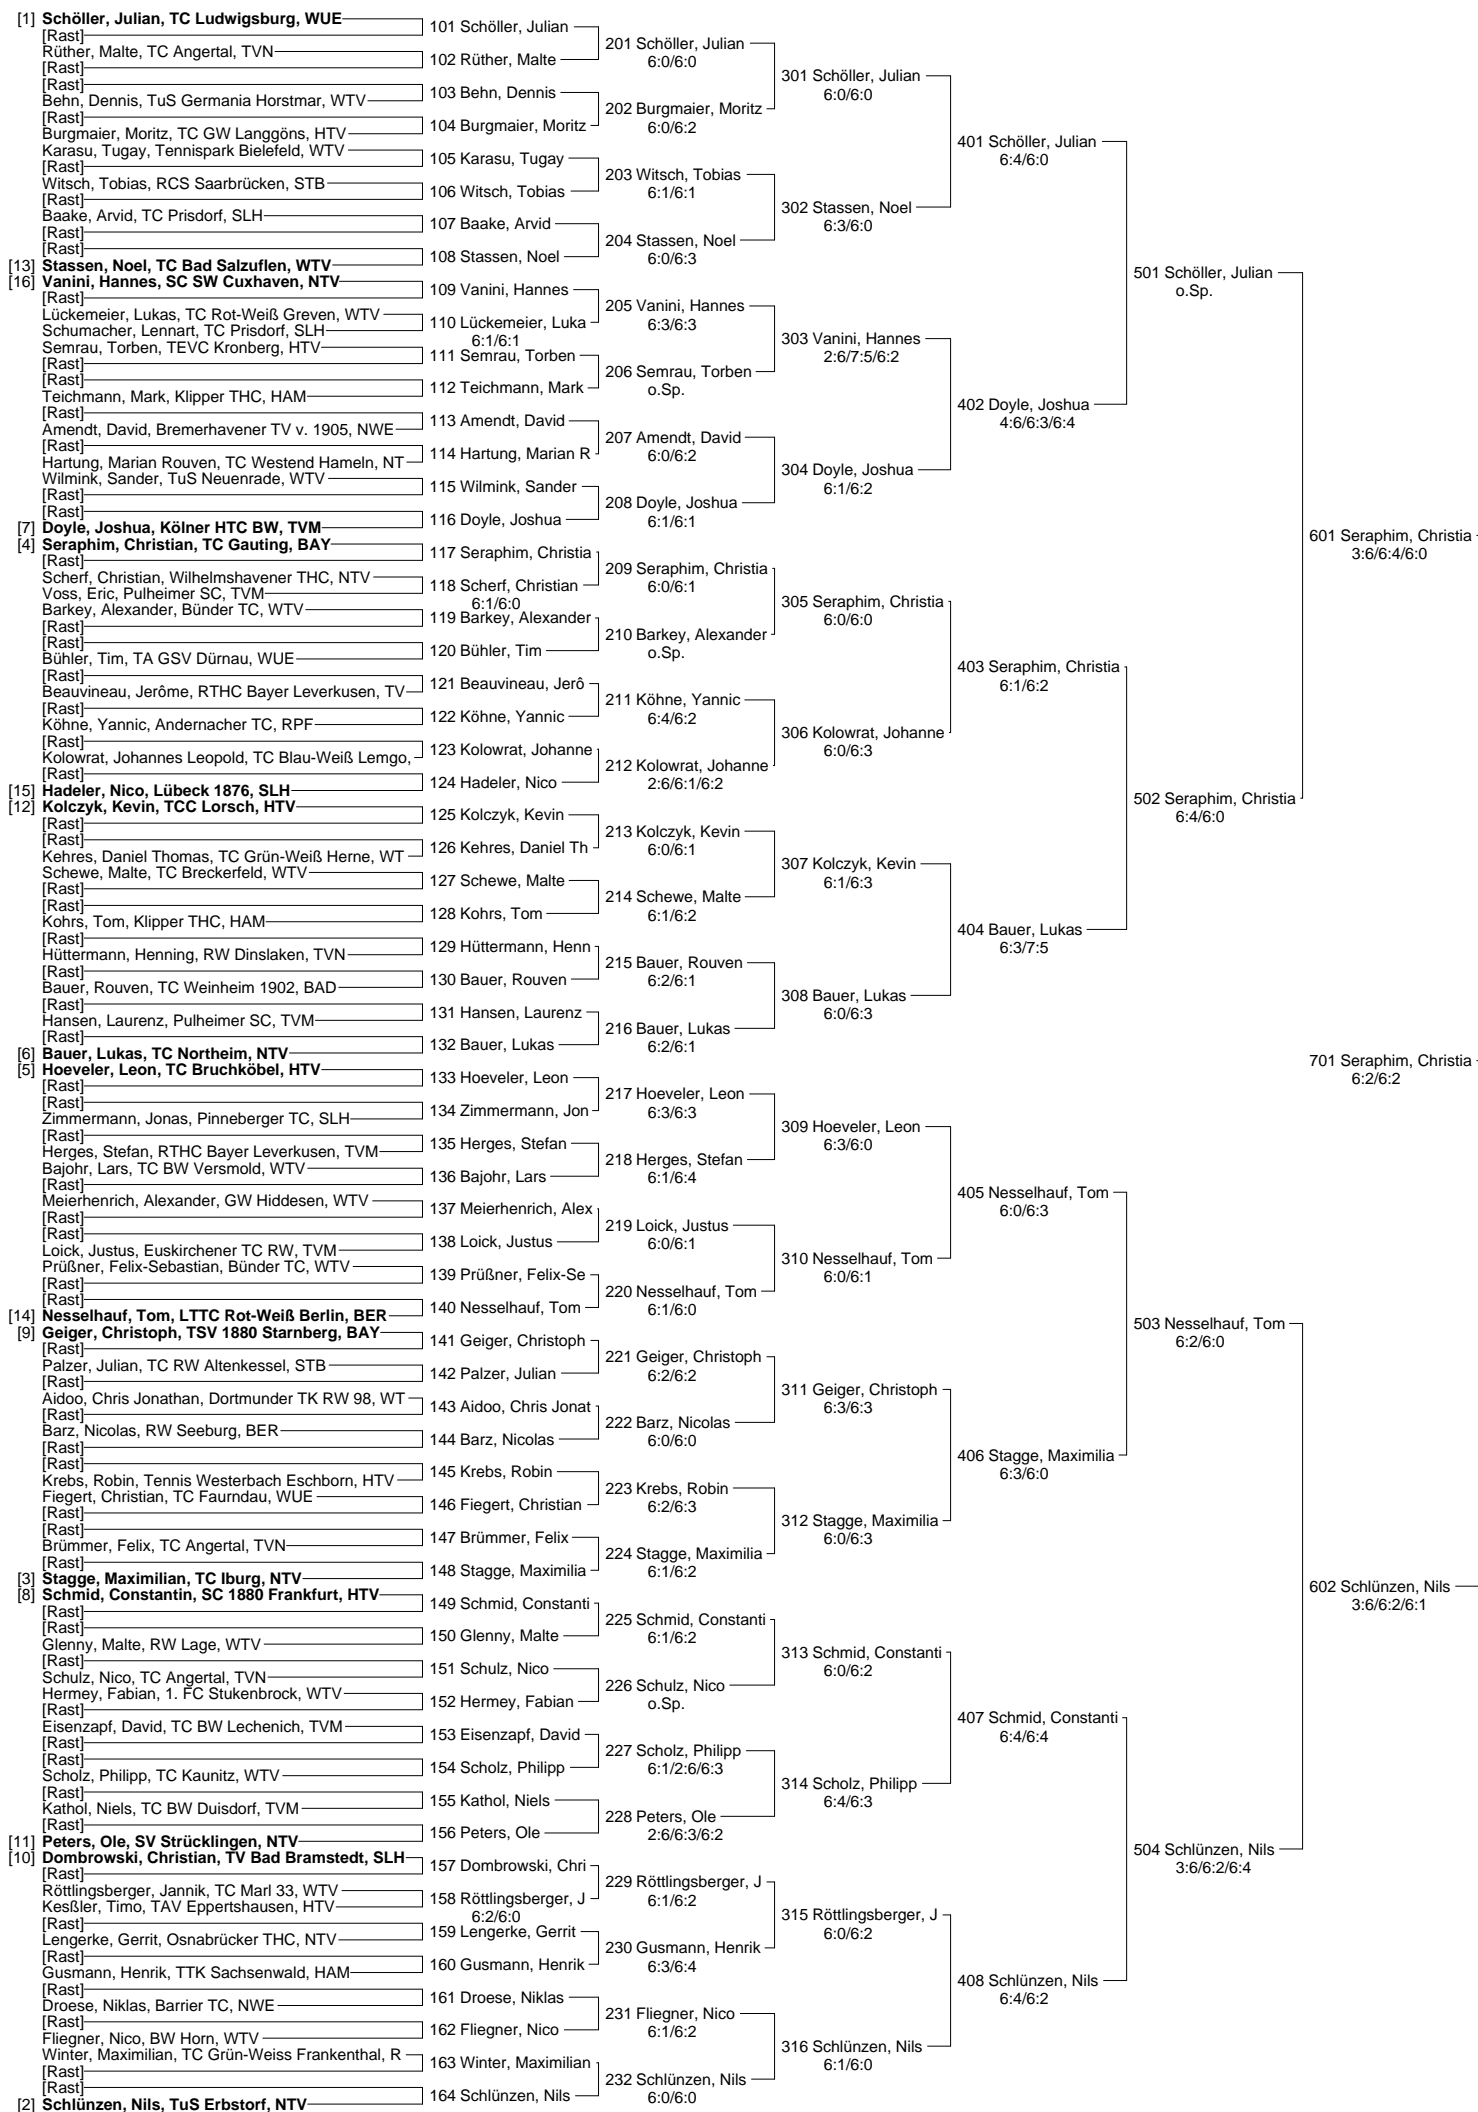 [1] Schöller, Julian, TC Ludwigsburg, WUE
[Rast]
Rüther, Malte, TC Angertal, TVN
[Rast]
[Rast]
Behn, Dennis, TuS Germania Horstmar, WTV
[Rast]
Burgmaier, Moritz, TC GW Langgöns, HTV
Karasu, Tugay, Tennispark Bielefeld, WTV
[Rast]
Witsch, Tobias, RCS Saarbrücken, STB
[Rast]
Baake, Arvid, TC Prisdorf, SLH
[Rast]
[Rast]
[13] Stassen, Noel, TC Bad Salzuflen, WTV
[16] Vanini, Hannes, SC SW Cuxhaven, NTV
[Rast]
Lückemeier, Lukas, TC Rot-Weiß Greven, WTV
Schumacher, Lennart, TC Prisdorf, SLH
Semrau, Torben, TEVC Kronberg, HTV
[Rast]
[Rast]
Teichmann, Mark, Klipper THC, HAM
[Rast]
Amendt, David, Bremerhavener TV v. 1905, NWE
[Rast]
Hartung, Marian Rouven, TC Westend Hameln, NT
Wilmink, Sander, TuS Neuenrade, WTV
[Rast]
[Rast]
[7] Doyle, Joshua, Kölner HTC BW, TVM
[4] Seraphim, Christian, TC Gauting, BAY
[Rast]
Scherf, Christian, Wilhelmshavener THC, NTV
Voss, Eric, Pulheimer SC, TVM
Barkey, Alexander, Bünder TC, WTV
[Rast]
[Rast]
Bühler, Tim, TA GSV Dürnau, WUE
[Rast]
Beauvineau, Jerôme, RTHC Bayer Leverkusen, TV
[Rast]
Köhne, Yannic, Andernacher TC, RPF
[Rast]
Kolowrat, Johannes Leopold, TC Blau-Weiß Lemgo,
[Rast]
[15] Hadeler, Nico, Lübeck 1876, SLH
[12] Kolczyk, Kevin, TCC Lorsch, HTV
[Rast]
[Rast]
Kehres, Daniel Thomas, TC Grün-Weiß Herne, WT
Schewe, Malte, TC Breckerfeld, WTV
[Rast]
[Rast]
Kohrs, Tom, Klipper THC, HAM
[Rast]
Hüttermann, Henning, RW Dinslaken, TVN
[Rast]
Bauer, Rouven, TC Weinheim 1902, BAD
[Rast]
Hansen, Laurenz, Pulheimer SC, TVM
[Rast]
[6] Bauer, Lukas, TC Northeim, NTV
[5] Hoeveler, Leon, TC Bruchköbel, HTV
[Rast]
[Rast]
Zimmermann, Jonas, Pinneberger TC, SLH
[Rast]
Herges, Stefan, RTHC Bayer Leverkusen, TVM
Bajohr, Lars, TC BW Versmold, WTV
[Rast]
Meierhenrich, Alexander, GW Hiddesen, WTV
[Rast]
[Rast]
Loick, Justus, Euskirchener TC RW, TVM
Prüßner, Felix-Sebastian, Bünder TC, WTV
[Rast]
[Rast]
[14] Nesselhauf, Tom, LTTC Rot-Weiß Berlin, BER
[9] Geiger, Christoph, TSV 1880 Starnberg, BAY
[Rast]
Palzer, Julian, TC RW Altenkessel, STB
[Rast]
Aidoo, Chris Jonathan, Dortmunder TK RW 98, WT
[Rast]
Barz, Nicolas, RW Seeburg, BER
[Rast]
[Rast]
Krebs, Robin, Tennis Westerbach Eschborn, HTV
Fiegert, Christian, TC Faurndau, WUE
[Rast]
[Rast]
Brümmer, Felix, TC Angertal, TVN
[Rast]
[3] Stagge, Maximilian, TC Iburg, NTV
[8] Schmid, Constantin, SC 1880 Frankfurt, HTV
[Rast]
[Rast]
Glenny, Malte, RW Lage, WTV
[Rast]
Schulz, Nico, TC Angertal, TVN
Hermey, Fabian, 1. FC Stukenbrock, WTV
[Rast]
Eisenzapf, David, TC BW Lechenich, TVM
[Rast]
[Rast]
Scholz, Philipp, TC Kaunitz, WTV
[Rast]
Kathol, Niels, TC BW Duisdorf, TVM
[Rast]
[11] Peters, Ole, SV Strücklingen, NTV
[10] Dombrowski, Christian, TV Bad Bramstedt, SLH
[Rast]
Röttlingsberger, Jannik, TC Marl 33, WTV
Keßler, Timo, TAV Eppertshausen, HTV
[Rast]
Lengerke, Gerrit, Osnabrücker THC, NTV
[Rast]
Gusmann, Henrik, TTK Sachsenwald, HAM
[Rast]
Droese, Niklas, Barrier TC, NWE
[Rast]
Fliegner, Nico, BW Horn, WTV
Winter, Maximilian, TC Grün-Weiss Frankenthal, R
[Rast]
[Rast]
[2] Schlünzen, Nils, TuS Erbstorf, NTV
101 Schöller, Julian
102 Rüther, Malte
103 Behn, Dennis
104 Burgmaier, Moritz
105 Karasu, Tugay
106 Witsch, Tobias
107 Baake, Arvid
108 Stassen, Noel
109 Vanini, Hannes
110 Lückemeier, Luka
6:1/6:1
111 Semrau, Torben
112 Teichmann, Mark
113 Amendt, David
114 Hartung, Marian R
115 Wilmink, Sander
116 Doyle, Joshua
117 Seraphim, Christia
118 Scherf, Christian
6:1/6:0
119 Barkey, Alexander
120 Bühler, Tim
121 Beauvineau, Jerô
122 Köhne, Yannic
123 Kolowrat, Johanne
124 Hadeler, Nico
125 Kolczyk, Kevin
126 Kehres, Daniel Th
127 Schewe, Malte
128 Kohrs, Tom
129 Hüttermann, Henn
130 Bauer, Rouven
131 Hansen, Laurenz
132 Bauer, Lukas
133 Hoeveler, Leon
134 Zimmermann, Jon
135 Herges, Stefan
136 Bajohr, Lars
137 Meierhenrich, Alex
138 Loick, Justus
139 Prüßner, Felix-Se
140 Nesselhauf, Tom
141 Geiger, Christoph
142 Palzer, Julian
143 Aidoo, Chris Jonat
144 Barz, Nicolas
145 Krebs, Robin
146 Fiegert, Christian
147 Brümmer, Felix
148 Stagge, Maximilia
149 Schmid, Constanti
150 Glenny, Malte
151 Schulz, Nico
152 Hermey, Fabian
153 Eisenzapf, David
154 Scholz, Philipp
155 Kathol, Niels
156 Peters, Ole
157 Dombrowski, Chri
158 Röttlingsberger, J
6:2/6:0
159 Lengerke, Gerrit
160 Gusmann, Henrik
161 Droese, Niklas
162 Fliegner, Nico
163 Winter, Maximilian
164 Schlünzen, Nils
201 Schöller, Julian
6:0/6:0
202 Burgmaier, Moritz
6:0/6:2
203 Witsch, Tobias
6:1/6:1
204 Stassen, Noel
6:0/6:3
205 Vanini, Hannes
6:3/6:3
206 Semrau, Torben
o.Sp.
207 Amendt, David
6:0/6:2
208 Doyle, Joshua
6:1/6:1
209 Seraphim, Christia
6:0/6:1
210 Barkey, Alexander
o.Sp.
211 Köhne, Yannic
6:4/6:2
212 Kolowrat, Johanne
2:6/6:1/6:2
213 Kolczyk, Kevin
6:0/6:1
214 Schewe, Malte
6:1/6:2
215 Bauer, Rouven
6:2/6:1
216 Bauer, Lukas
6:2/6:1
217 Hoeveler, Leon
6:3/6:3
218 Herges, Stefan
6:1/6:4
219 Loick, Justus
6:0/6:1
220 Nesselhauf, Tom
6:1/6:0
221 Geiger, Christoph
6:2/6:2
222 Barz, Nicolas
6:0/6:0
223 Krebs, Robin
6:2/6:3
224 Stagge, Maximilia
6:1/6:2
225 Schmid, Constanti
6:1/6:2
226 Schulz, Nico
o.Sp.
227 Scholz, Philipp
6:1/2:6/6:3
228 Peters, Ole
2:6/6:3/6:2
229 Röttlingsberger, J
6:1/6:2
230 Gusmann, Henrik
6:3/6:4
231 Fliegner, Nico
6:1/6:2
232 Schlünzen, Nils
6:0/6:0
301 Schöller, Julian
6:0/6:0
302 Stassen, Noel
6:3/6:0
303 Vanini, Hannes
2:6/7:5/6:2
304 Doyle, Joshua
6:1/6:2
305 Seraphim, Christia
6:0/6:0
306 Kolowrat, Johanne
6:0/6:3
307 Kolczyk, Kevin
6:1/6:3
308 Bauer, Lukas
6:0/6:3
309 Hoeveler, Leon
6:3/6:0
310 Nesselhauf, Tom
6:0/6:1
311 Geiger, Christoph
6:3/6:3
312 Stagge, Maximilia
6:0/6:3
313 Schmid, Constanti
6:0/6:2
314 Scholz, Philipp
6:4/6:3
315 Röttlingsberger, J
6:0/6:2
316 Schlünzen, Nils
6:1/6:0
401 Schöller, Julian
6:4/6:0
402 Doyle, Joshua
4:6/6:3/6:4
403 Seraphim, Christia
6:1/6:2
404 Bauer, Lukas
6:3/7:5
405 Nesselhauf, Tom
6:0/6:3
406 Stagge, Maximilia
6:3/6:0
407 Schmid, Constanti
6:4/6:4
408 Schlünzen, Nils
6:4/6:2
501 Schöller, Julian
o.Sp.
502 Seraphim, Christia
6:4/6:0
503 Nesselhauf, Tom
6:2/6:0
504 Schlünzen, Nils
3:6/6:2/6:4
601 Seraphim, Christia
3:6/6:4/6:0
602 Schlünzen, Nils
3:6/6:2/6:1
701 Seraphim, Christia
6:2/6:2